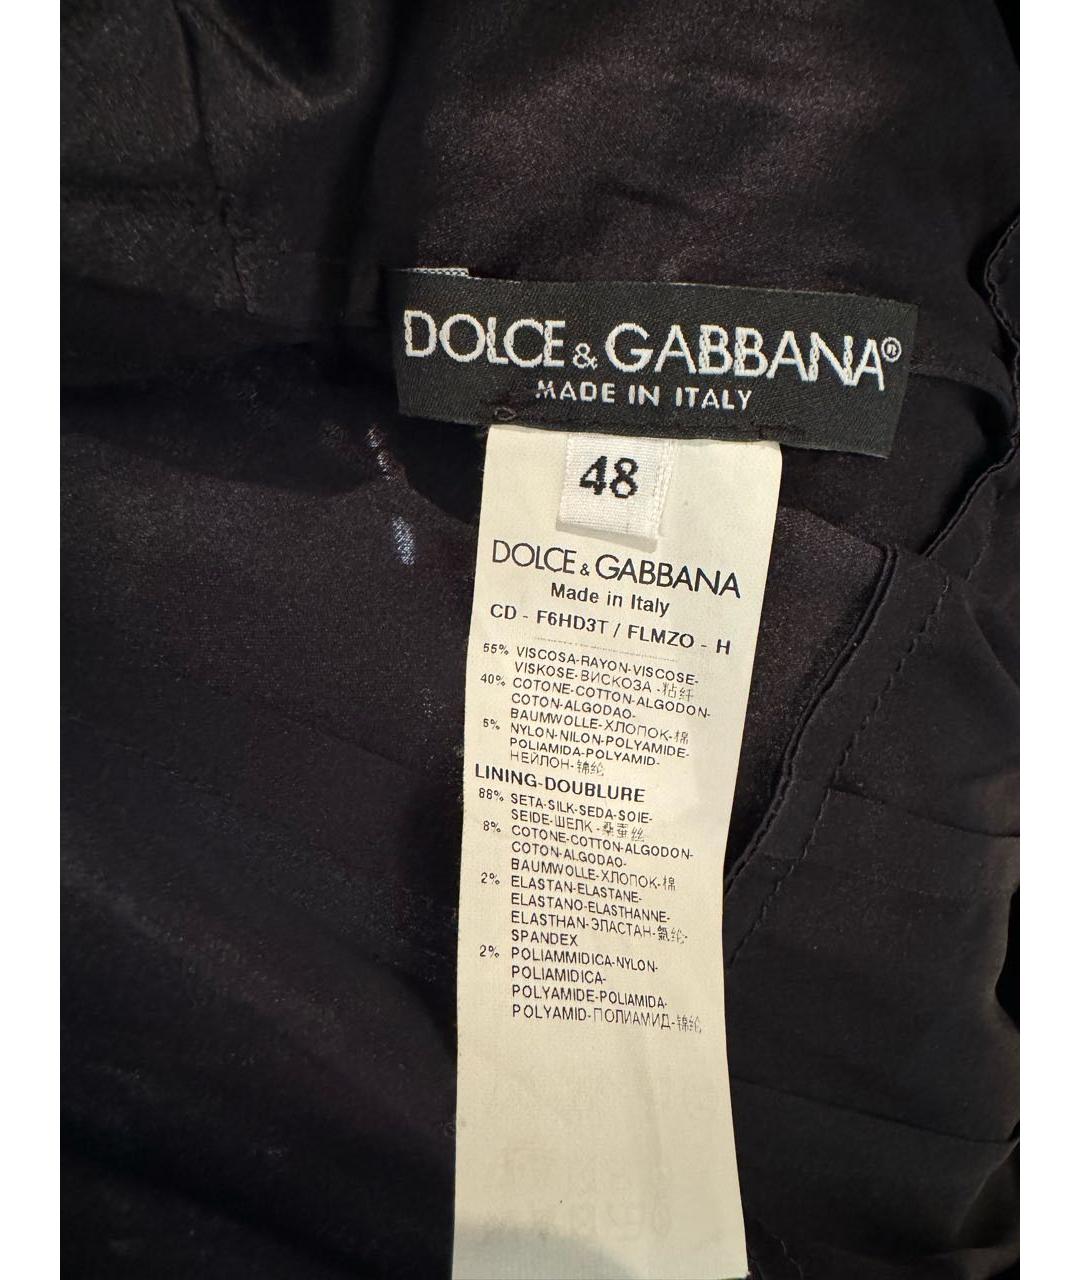 DOLCE & GABBANA®
MADE IN ITALY
48
DOLCE & GABBANA
Made in Italy
CD - F6HD3T / FLMZO - H
55% VISCOSA-RAYON-VISCOSE-
VISKOSE-ВИСКОЗА-粘纤
40% COTONE-COTTON-ALGODON-
COTON-ALGODAO-
BAUMWOLLE-ХЛОПОК-棉
5% NYLON-NILON-POLYAMIDE-
POLIAMIDA-POLYAMID-
НЕЙЛОН-锦纶
LINING-DOUBLURE
88% SETA-SILK-SEDA-SOIE-
SEIDE-ШЕЛК-桑蚕丝
8% COTONE-COTTON-ALGODON-
COTON-ALGODAO-
BAUMWOLLE-ХЛОПОК-棉
2% ELASTAN-ELASTANE-
ELASTANO-ELASTHANNE-
ELASTHAN-ЭЛАСТАН-氨纶-
SPANDEX
2% POLIAMMIDICA-NYLON-
POLIAMIDICA-
POLYAMIDE-POLIAMIDA-
POLYAMID-ПОЛИАМИД-锦纶